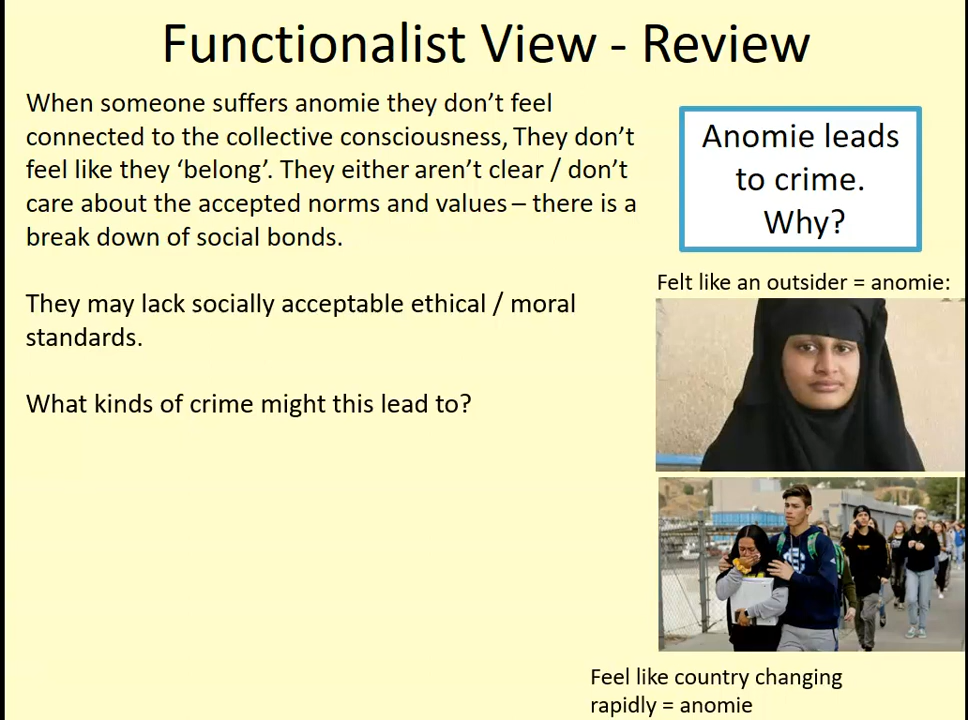 Functionalist View - Review
When someone suffers anomie they don't feel
connected to the collective consciousness, They don't
feel like they 'belong'. They either aren't clear / don't
care about the accepted norms and values – there is a
break down of social bonds.
They may lack socially acceptable ethical / moral
standards.
What kinds of crime might this lead to?
Anomie leads
to crime.
Why?
Felt like an outsider = anomie:
Feel like country changing
rapidly = anomie